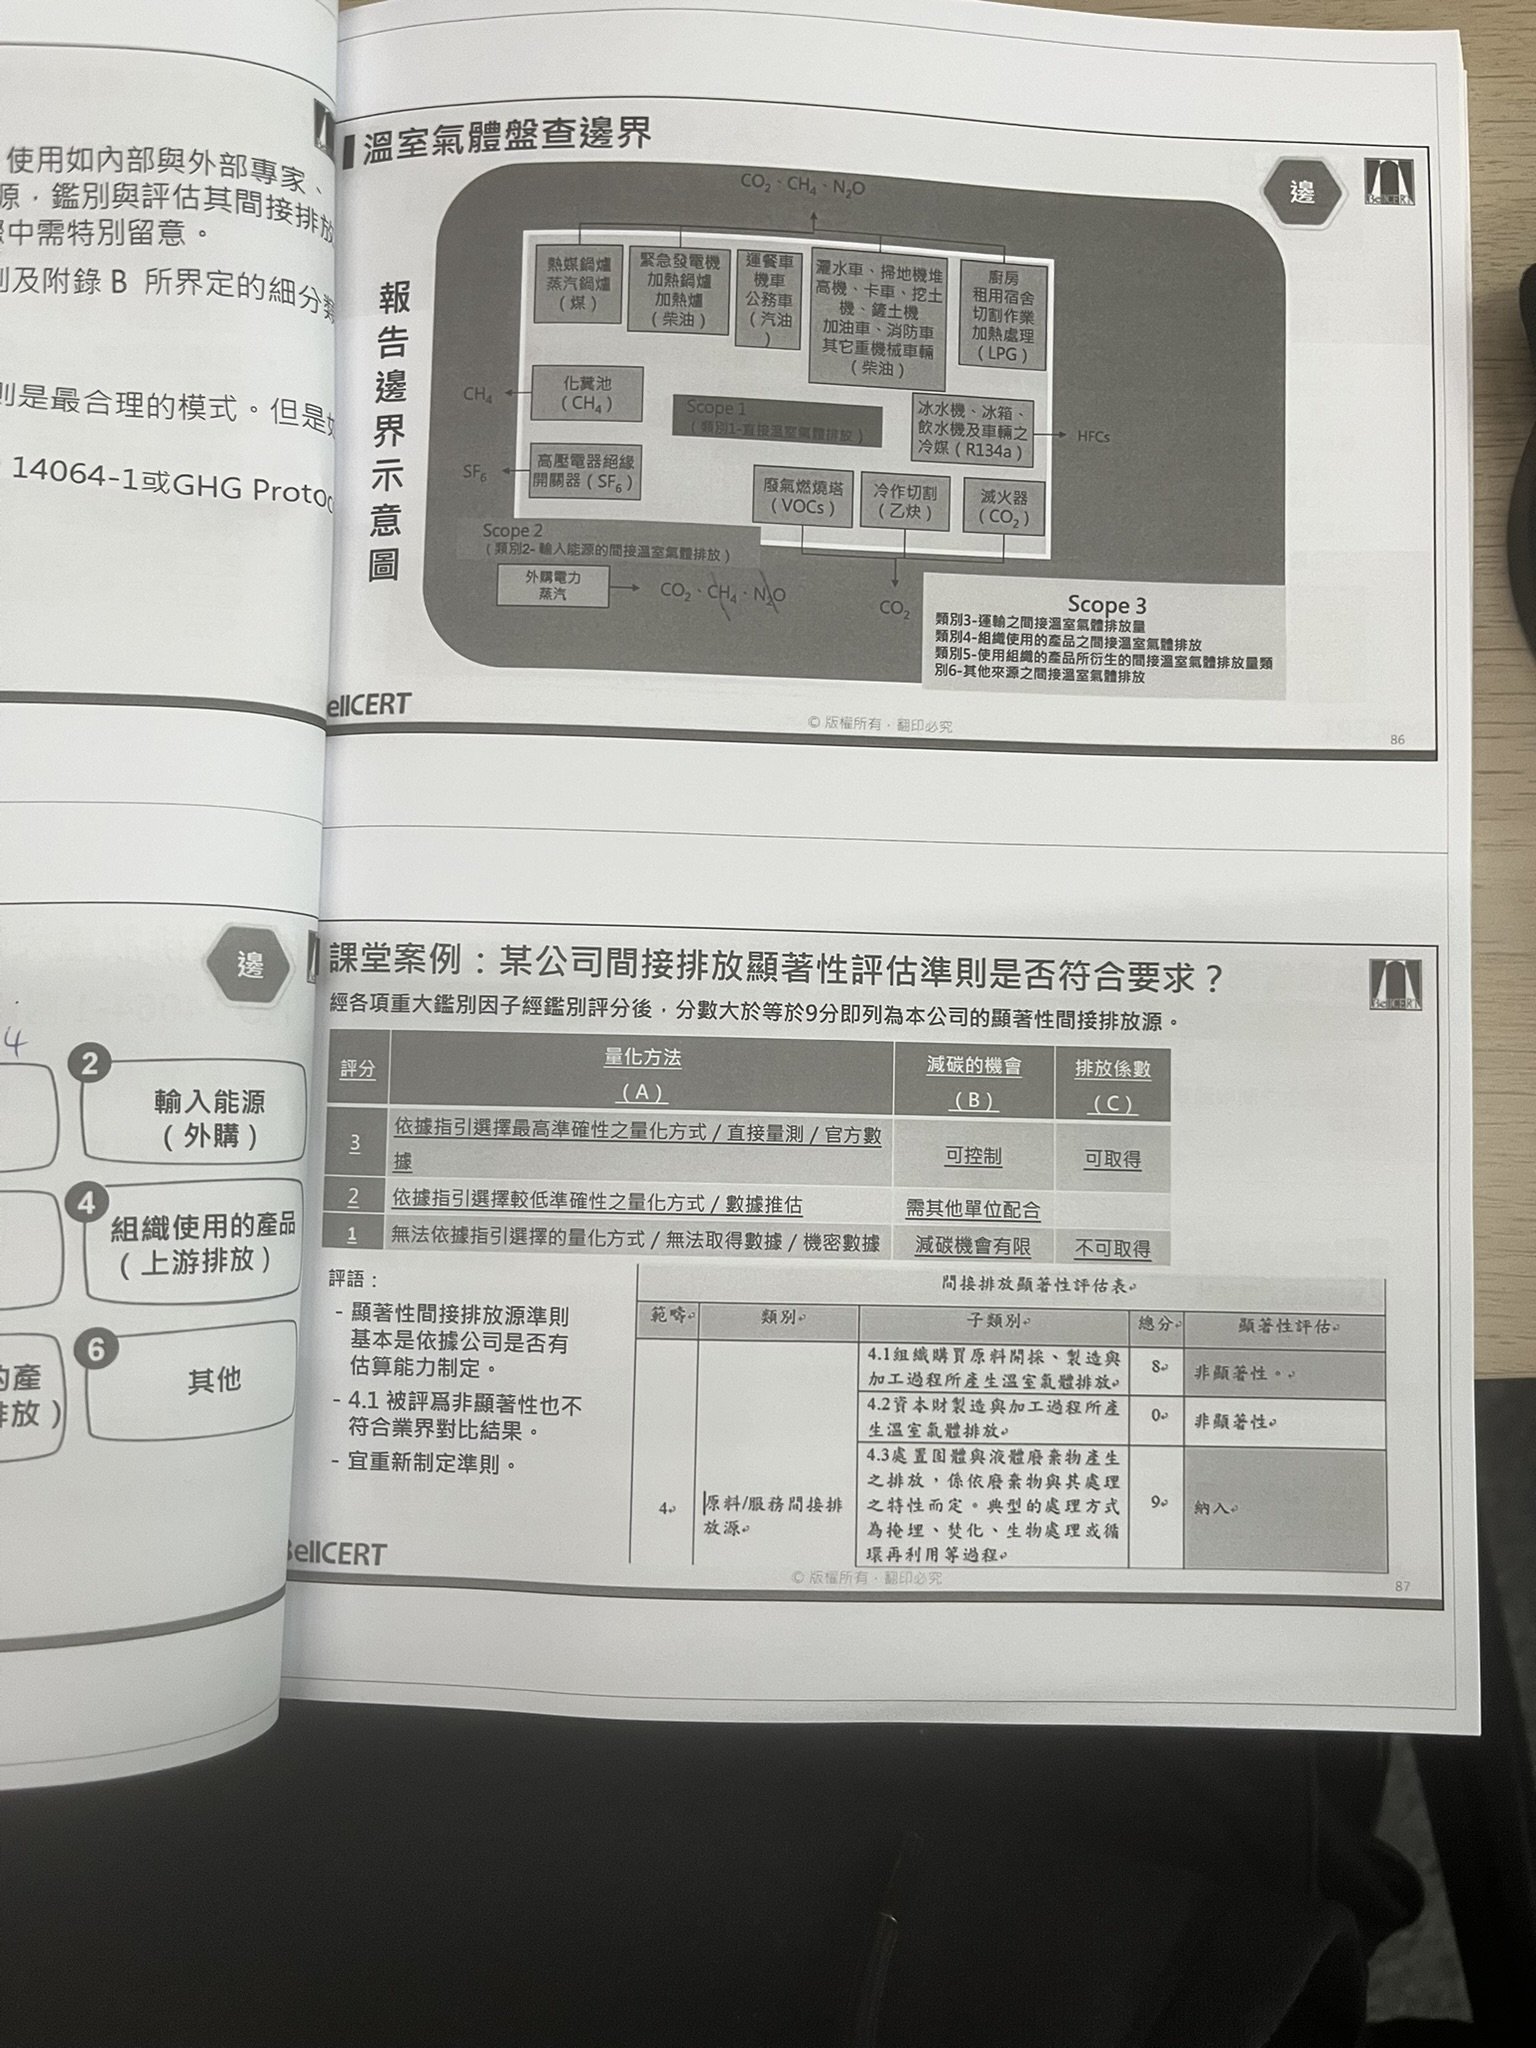 使用如內部與外部專家、
源，鑑別與評估其間接排放
中需特別留意。
及附錄 B 所界定的細分類
則是最合理的模式。但是
14064-1或GHG Protoc
4
邊
2
輸入能源
（外購）
4
組織使用的產品
（上游排放）
6
其他
的產
排放）
溫室氣體盤查邊界
邊
BellCERT
報告邊界示意圖
CO₂、CH₄、N₂O
熱媒鍋爐
蒸汽鍋爐
（煤）
緊急發電機
加熱鍋爐
加熱爐
（柴油）
運餐車
機車
公務車
（汽油
）
灑水車、掃地機堆
高機、卡車、挖土
機、鏟土機
加油車、消防車
其它重機械車輛
（柴油）
廚房
租用宿舍
切割作業
加熱處理
（LPG）
CH₄
化糞池
（CH₄）
Scope 1
（類別1-直接溫室氣體排放）
冰水機、冰箱、
飲水機及車輛之
冷媒（R134a）
HFCs
SF₆
高壓電器絕緣
開關器（SF₆）
廢氣燃燒塔
（VOCs）
冷作切割
（乙炔）
滅火器
（CO₂）
Scope 2
（類別2- 輸入能源的間接溫室氣體排放）
外購電力
蒸汽
CO₂、CH₄、N₂O
CO₂
Scope 3
類別3-運輸之間接溫室氣體排放量
類別4-組織使用的產品之間接溫室氣體排放
類別5-使用組織的產品所衍生的間接溫室氣體排放量類
別6-其他來源之間接溫室氣體排放
ellCERT
© 版權所有，翻印必究
86
課堂案例：某公司間接排放顯著性評估準則是否符合要求？
BellCERT
經各項重大鑑別因子經鑑別評分後，分數大於等於9分即列為本公司的顯著性間接排放源。
評分 量化方法（A） 減碳的機會（B） 排放係數（C）
3 依據指引選擇最高準確性之量化方式 / 直接量測 / 官方數據 可控制 可取得
2 依據指引選擇較低準確性之量化方式 / 數據推估 需其他單位配合
1 無法依據指引選擇的量化方式 / 無法取得數據 / 機密數據 減碳機會有限 不可取得
評語：
- 顯著性間接排放源準則
基本是依據公司是否有
估算能力制定。
- 4.1 被評爲非顯著性也不
符合業界對比結果。
- 宜重新制定準則。
間接排放顯著性評估表
範疇 類別 子類別 總分 顯著性評估
4 原料/服務間接排
放源
4.1組織購買原料開採、製造與
加工過程所產生溫室氣體排放 8 非顯著性。
4.2資本財製造與加工過程所產
生溫室氣體排放 0 非顯著性
4.3處置固體與液體廢棄物產生
之排放，係依廢棄物與其處理
之特性而定。典型的處理方式
為掩埋、焚化、生物處理或循
環再利用等過程 9 納入
ellCERT
© 版權所有，翻印必究
87